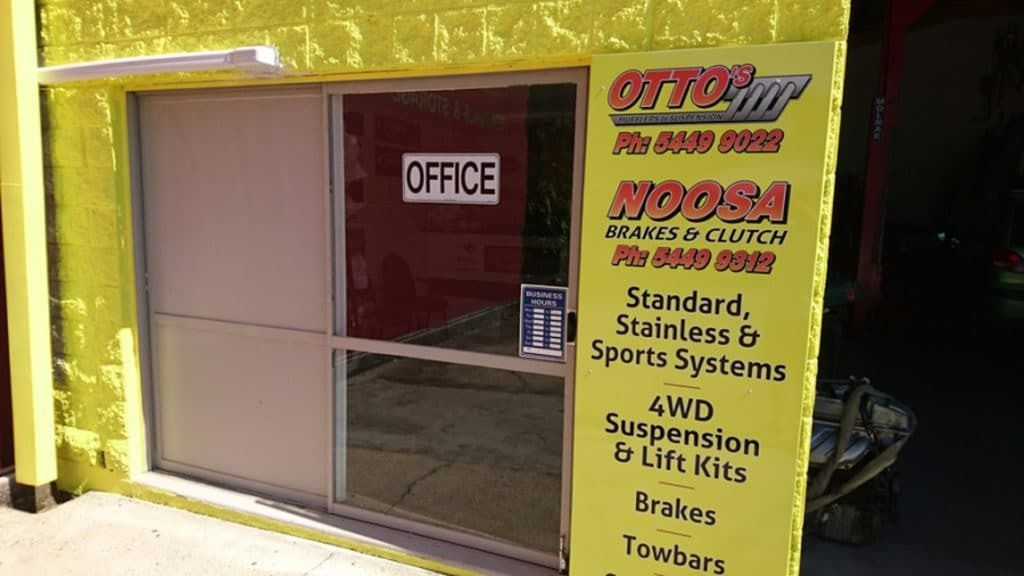 OFFICE
BUSINESS
HOURS
OTTO'S
MUFFLERS & SUSPENSION
Ph: 5449 9022
NOOSA
BRAKES & CLUTCH
Ph: 5449 9312
Standard,
Stainless &
Sports Systems
4WD
Suspension
& Lift Kits
Brakes
Towbars